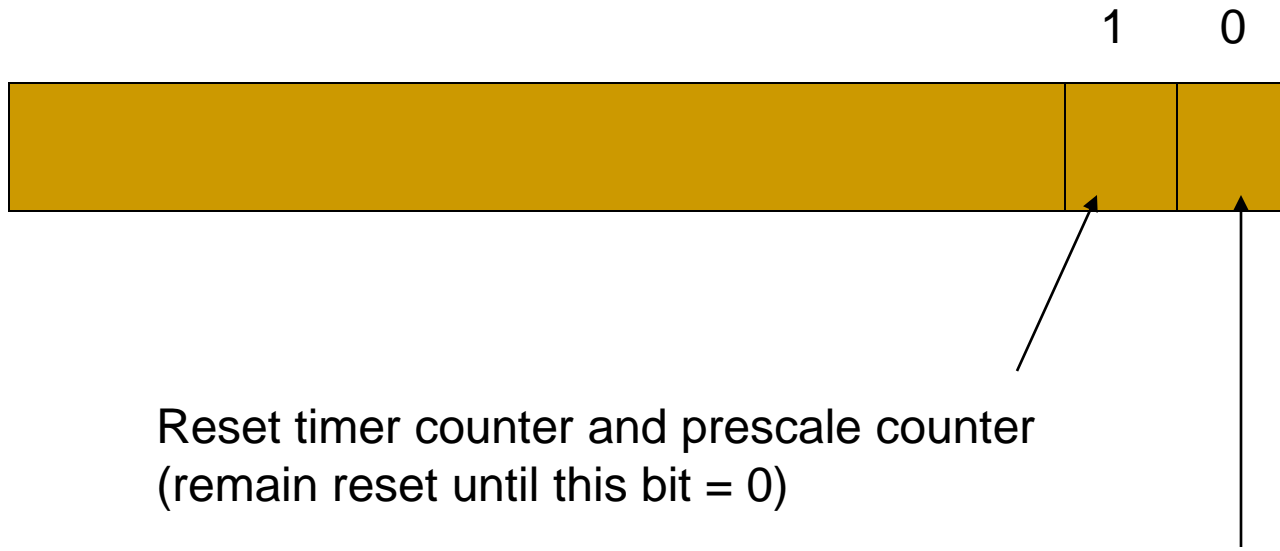 1 0
Reset timer counter and prescale counter
(remain reset until this bit = 0)